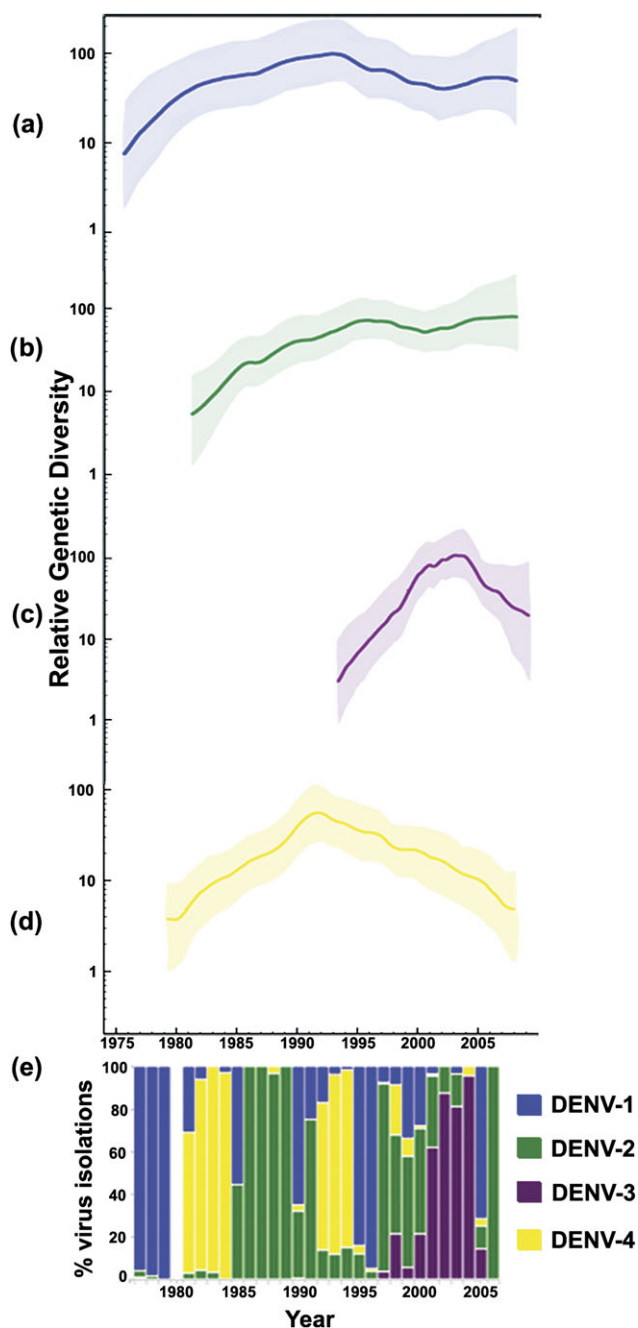 100
(a)
10
1
100
(b)
10
1
Relative Genetic Diversity
100
(c)
10
1
100
10
(d)
1
1975 1980 1985 1990 1995 2000 2005
(e)
% virus isolations
100
80
60
40
20
0
1980 1985 1990 1995 2000 2005
Year
DENV-1
DENV-2
DENV-3
DENV-4